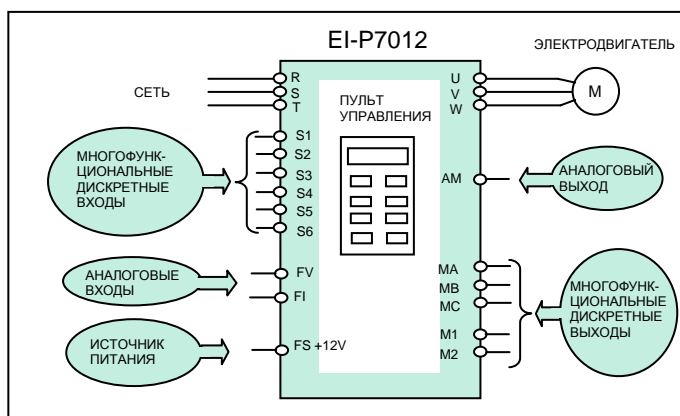 EI-P7012
ЭЛЕКТРОДВИГАТЕЛЬ
СЕТЬ
R
S
T
U
V
W
М
ПУЛЬТ
УПРАВЛЕНИЯ
МНОГОФУНК-
ЦИОНАЛЬНЫЕ
ДИСКРЕТНЫЕ
ВХОДЫ
S1
S2
S3
S4
S5
S6
AM
АНАЛОГОВЫЙ
ВЫХОД
АНАЛОГОВЫЕ
ВХОДЫ
FV
FI
MA
MB
MC
M1
M2
МНОГОФУНК-
ЦИОНАЛЬНЫЕ
ДИСКРЕТНЫЕ
ВЫХОДЫ
ИСТОЧНИК
ПИТАНИЯ
FS +12V